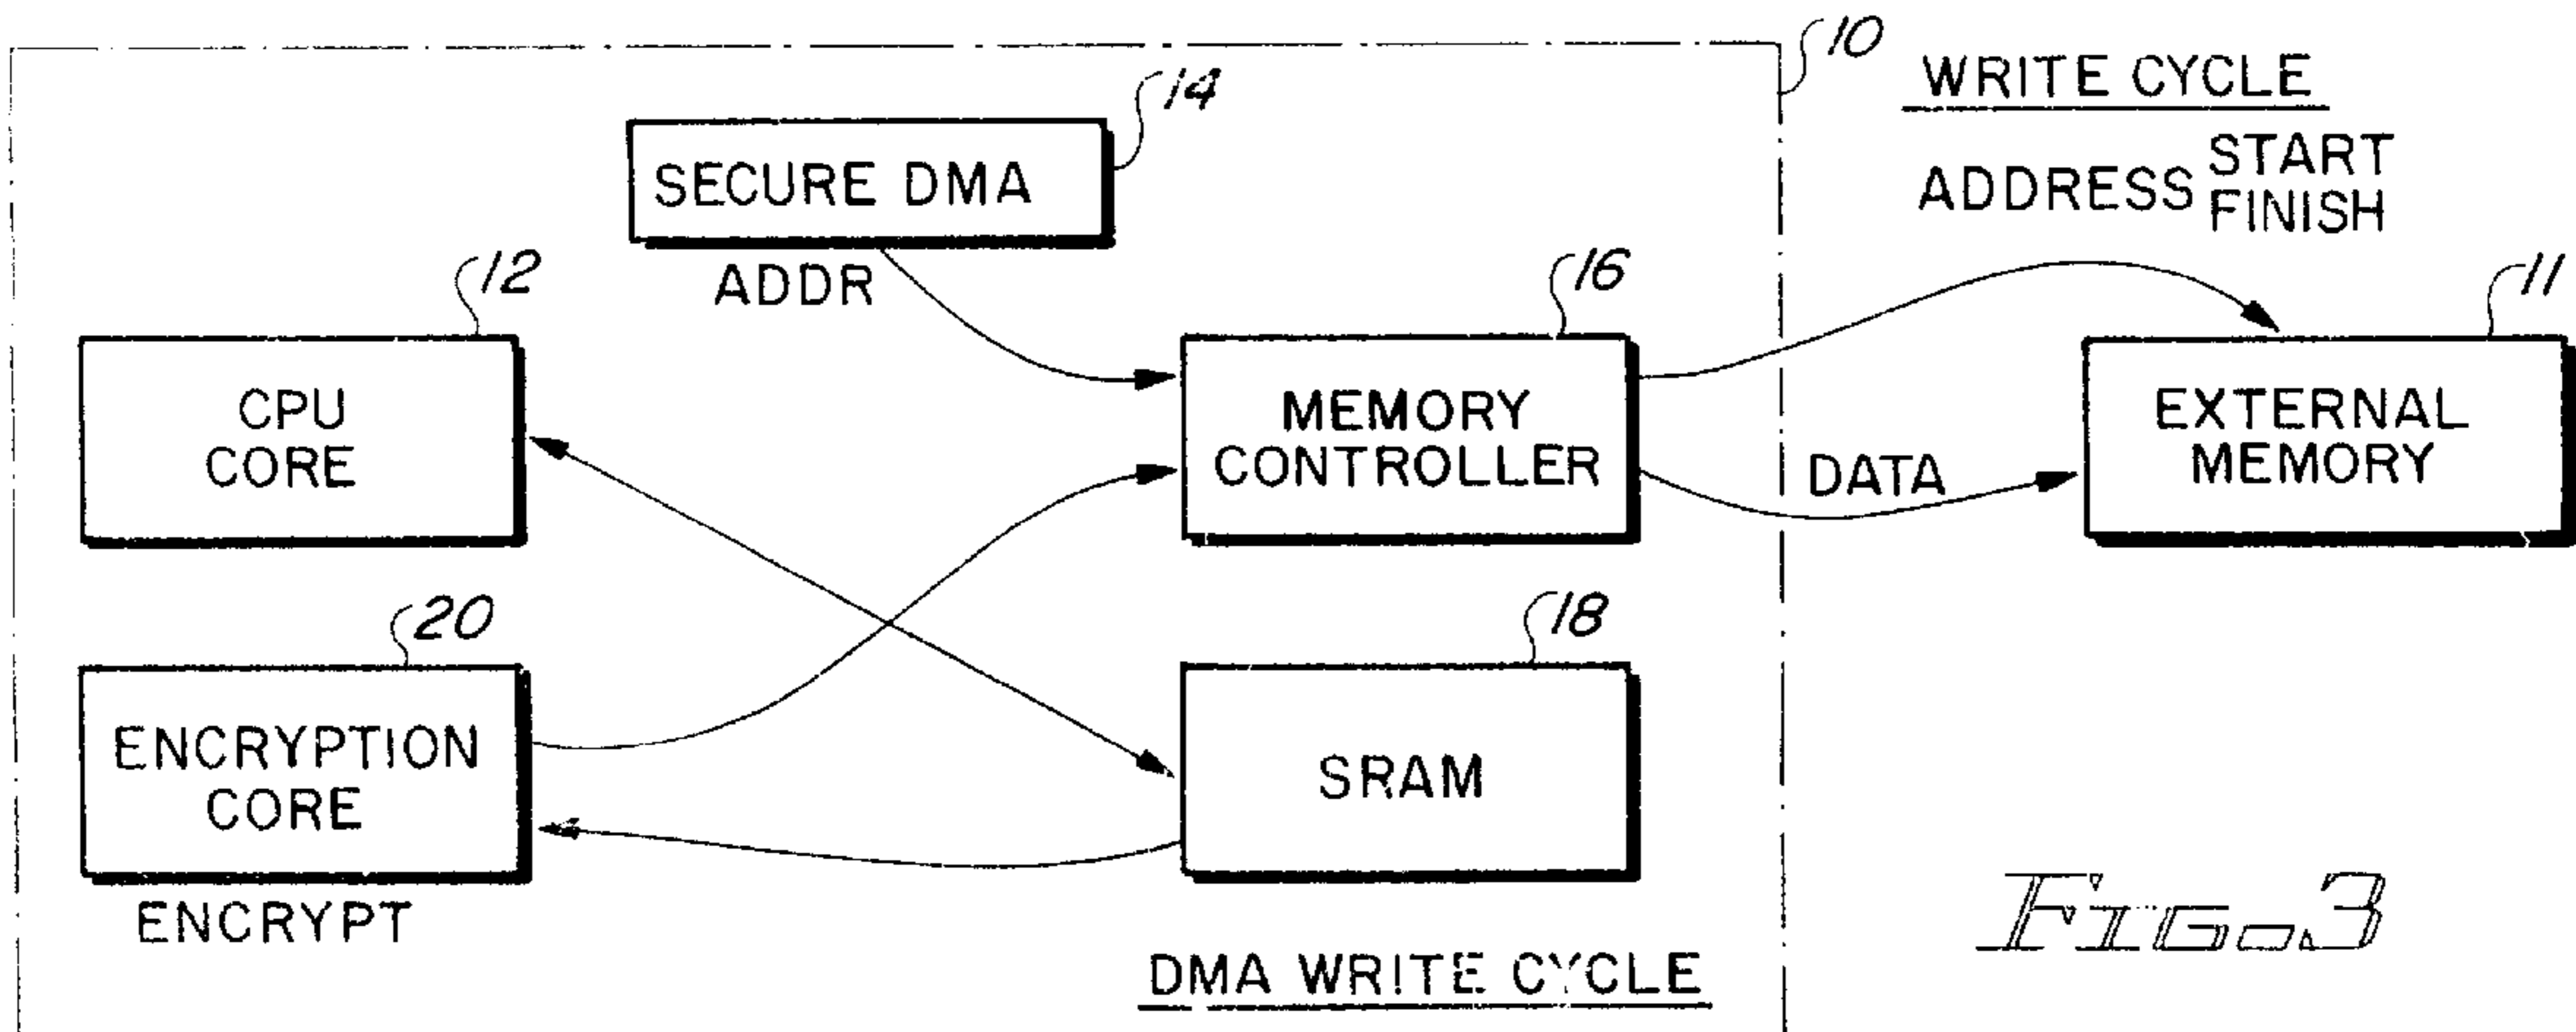 10
WRITE CYCLE
14
ADDRESS START
FINISH
SECURE DMA
ADDR
12
16
11
CPU
CORE
MEMORY
CONTROLLER
EXTERNAL
MEMORY
DATA
20
18
ENCRYPTION
CORE
SRAM
ENCRYPT
DMA WRITE CYCLE
FIG. 3